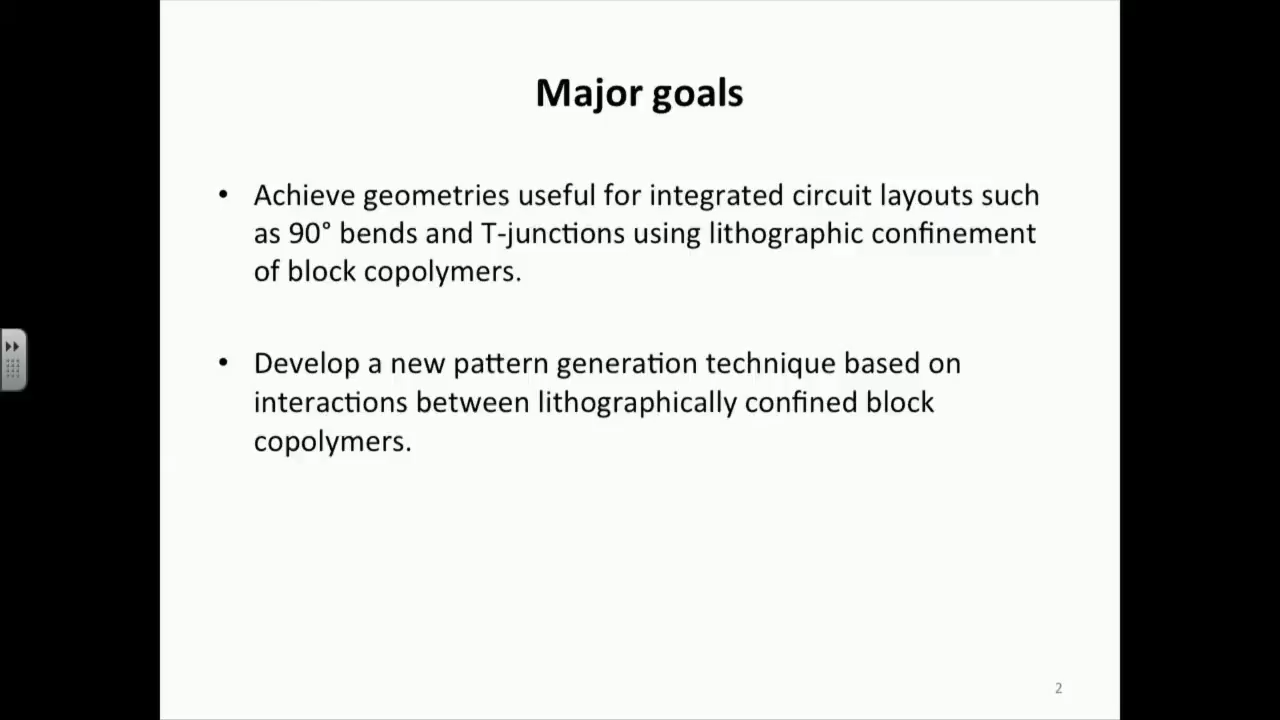 Major goals
• Achieve geometries useful for integrated circuit layouts such
as 90° bends and T-junctions using lithographic confinement
of block copolymers.
• Develop a new pattern generation technique based on
interactions between lithographically confined block
copolymers.
2